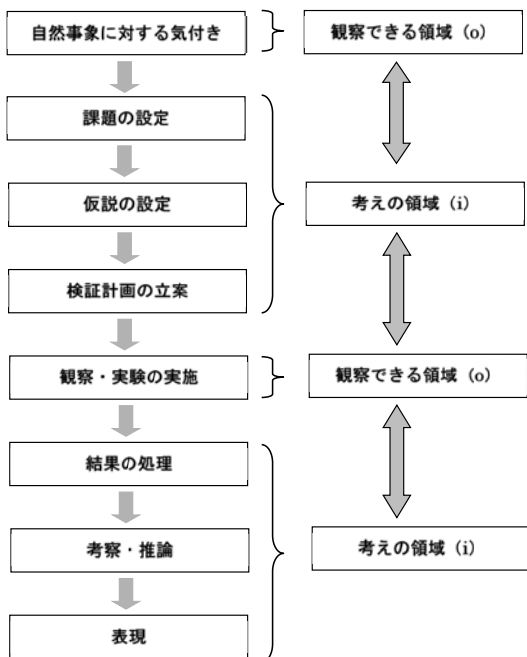 自然事象に対する気付き
観察できる領域（o）
課題の設定
仮説の設定
考えの領域（i）
検証計画の立案
観察・実験の実施
観察できる領域（o）
結果の処理
考察・推論
考えの領域（i）
表現